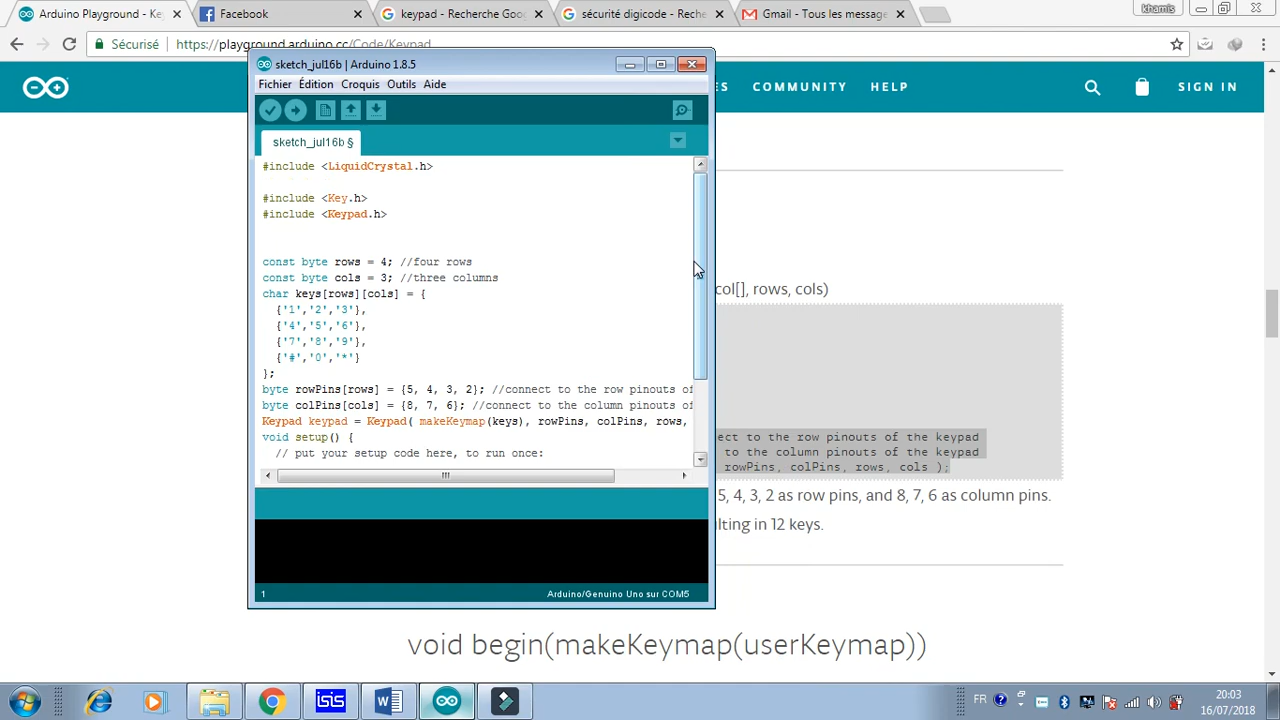 Arduino Playground - Ke
Facebook
keypad - Recherche Goo
sécurité digicode - Reche
Gmail - Tous les message
khamis
Sécurisé
https://playground.arduino.cc/Code/Keypad
sketch_jul16b | Arduino 1.8.5
Fichier Édition Croquis Outils Aide
ES COMMUNITY HELP
SIGN IN
sketch_jul16b §
#include <LiquidCrystal.h>
#include <Key.h>
#include <Keypad.h>
const byte rows = 4; //four rows
const byte cols = 3; //three columns
char keys[rows][cols] = {
{'1','2','3'},
{'4','5','6'},
{'7','8','9'},
{'#','0','*'}
};
byte rowPins[rows] = {5, 4, 3, 2}; //connect to the row pinouts of
byte colPins[cols] = {8, 7, 6}; //connect to the column pinouts of
Keypad keypad = Keypad( makeKeymap(keys), rowPins, colPins, rows,
void setup() {
// put your setup code here, to run once:
1
Arduino/Genuino Uno sur COM5
col[], rows, cols)
ect to the row pinouts of the keypad
to the column pinouts of the keypad
rowPins, colPins, rows, cols );
5, 4, 3, 2 as row pins, and 8, 7, 6 as column pins.
ulting in 12 keys.
void begin(makeKeymap(userKeymap))
isis
FR
20:03
16/07/2018